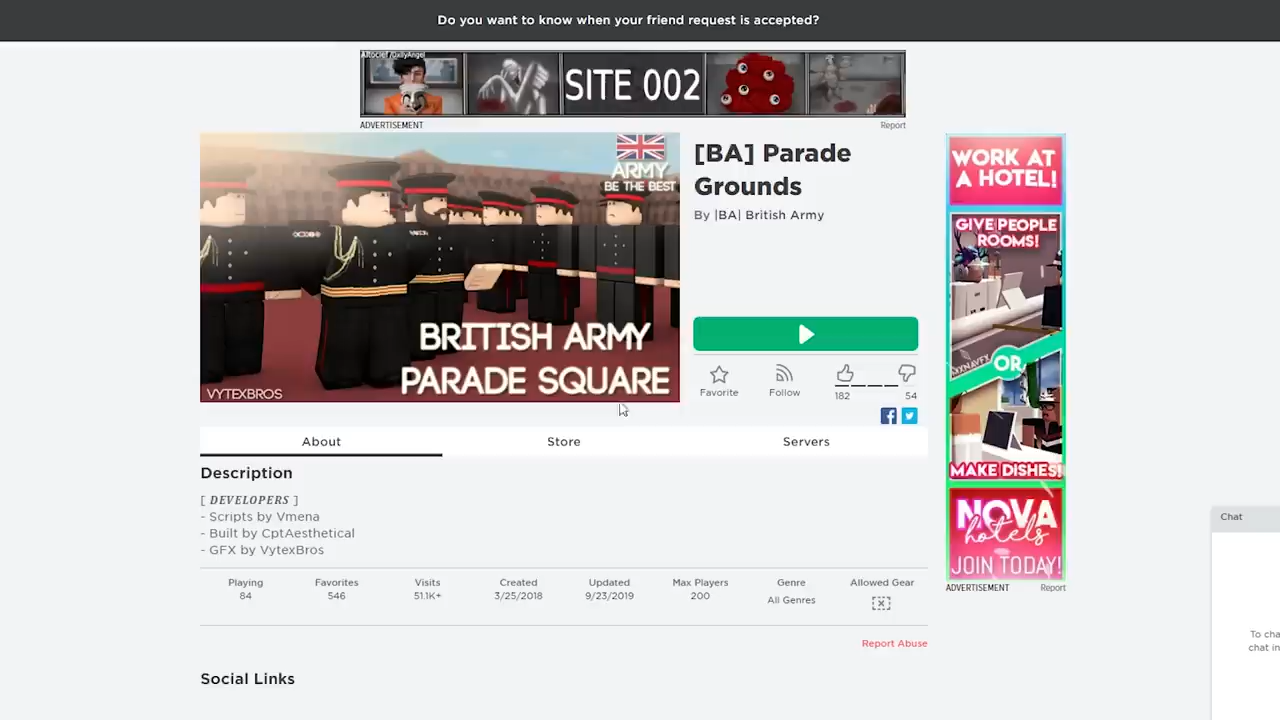 Do you want to know when your friend request is accepted?
SITE 002
ADVERTISEMENT
Report
ARMY
BE THE BEST
BRITISH ARMY
PARADE SQUARE
VYTEXBROS
[BA] Parade
Grounds
By |BA| British Army
Favorite
Follow
182
54
WORK AT
A HOTEL!
GIVE PEOPLE
ROOMS!
OR
MAKE DISHES!
NOVA
hotels
JOIN TODAY!
ADVERTISEMENT
Report
About
Store
Servers
Description
[ DEVELOPERS ]
- Scripts by Vmena
- Built by CptAesthetical
- GFX by VytexBros
Playing
84
Favorites
546
Visits
51.1K+
Created
3/25/2018
Updated
9/23/2019
Max Players
200
Genre
All Genres
Allowed Gear
Report Abuse
Social Links
Chat
To cha
chat in